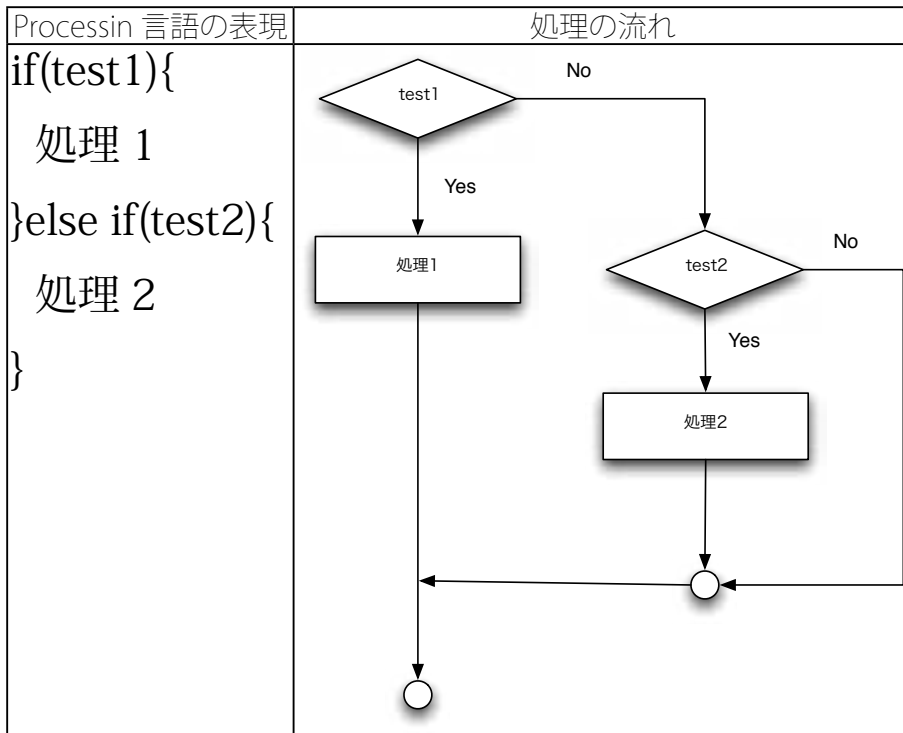 Processin 言語の表現
処理の流れ
if(test1){
処理 1
}else if(test2){
処理 2
}
test1
No
Yes
処理1
test2
No
Yes
処理2